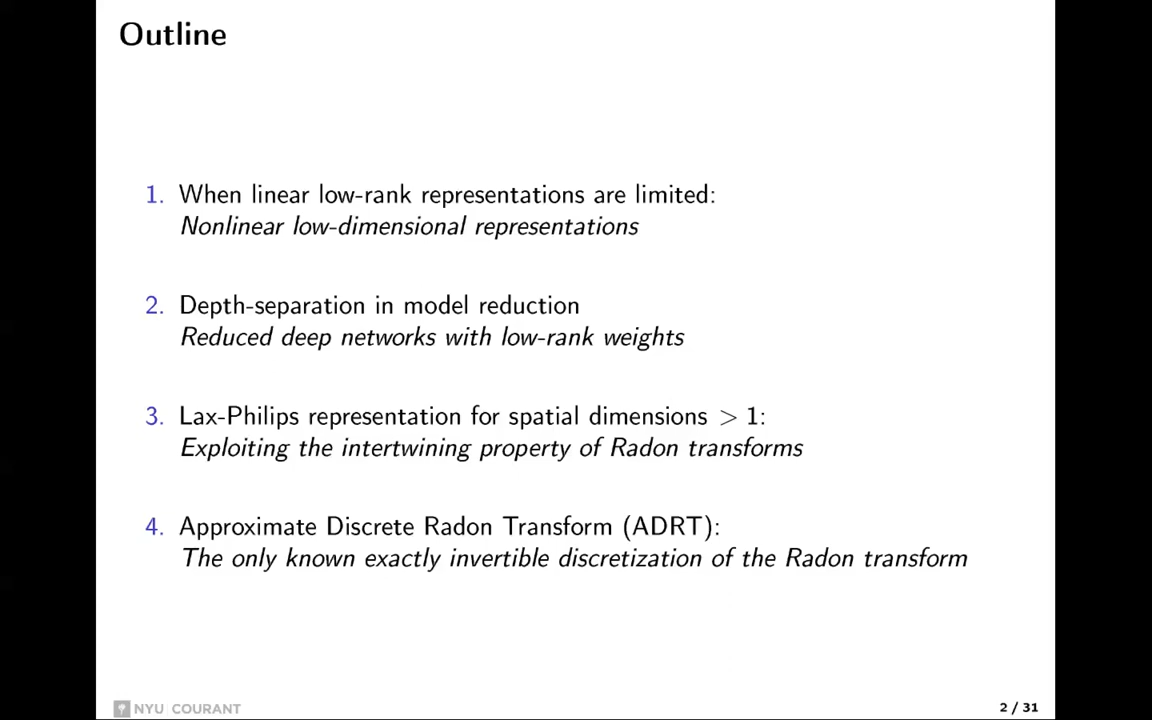 Outline
1. When linear low-rank representations are limited:
Nonlinear low-dimensional representations
2. Depth-separation in model reduction
Reduced deep networks with low-rank weights
3. Lax-Philips representation for spatial dimensions > 1:
Exploiting the intertwining property of Radon transforms
4. Approximate Discrete Radon Transform (ADRT):
The only known exactly invertible discretization of the Radon transform
NYU COURANT
2 / 31